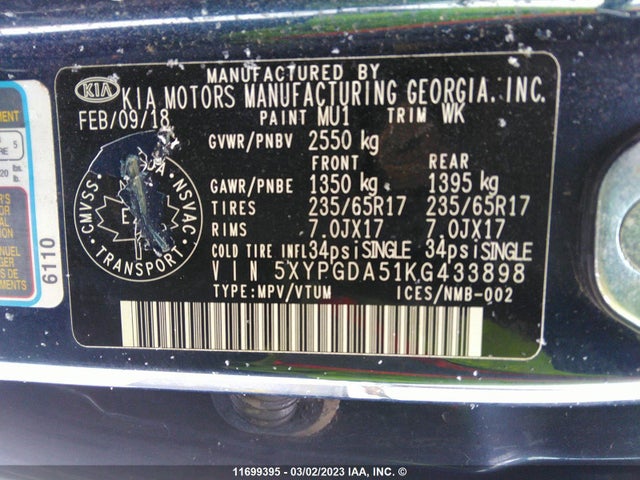 MANUFACTURED BY
KIA KIA MOTORS MANUFACTURING GEORGIA. INC.
FEB/09/18 PAINT MU1 TRIM WK
GVWR/PNBV 2550 kg
FRONT REAR
GAWR/PNBE 1350 kg 1395 kg
TIRES 235/65R17 235/65R17
RIMS 7.0JX17 7.0JX17
COLD TIRE INFL 34psi SINGLE 34psi SINGLE
VIN 5XYPGDA51KG433898
TYPE:MPV/VTUM ICES/NMB-002
CMVSS NSVAC
TRANSPORT
5
6110
11699395 - 03/02/2023 IAA, INC. ©